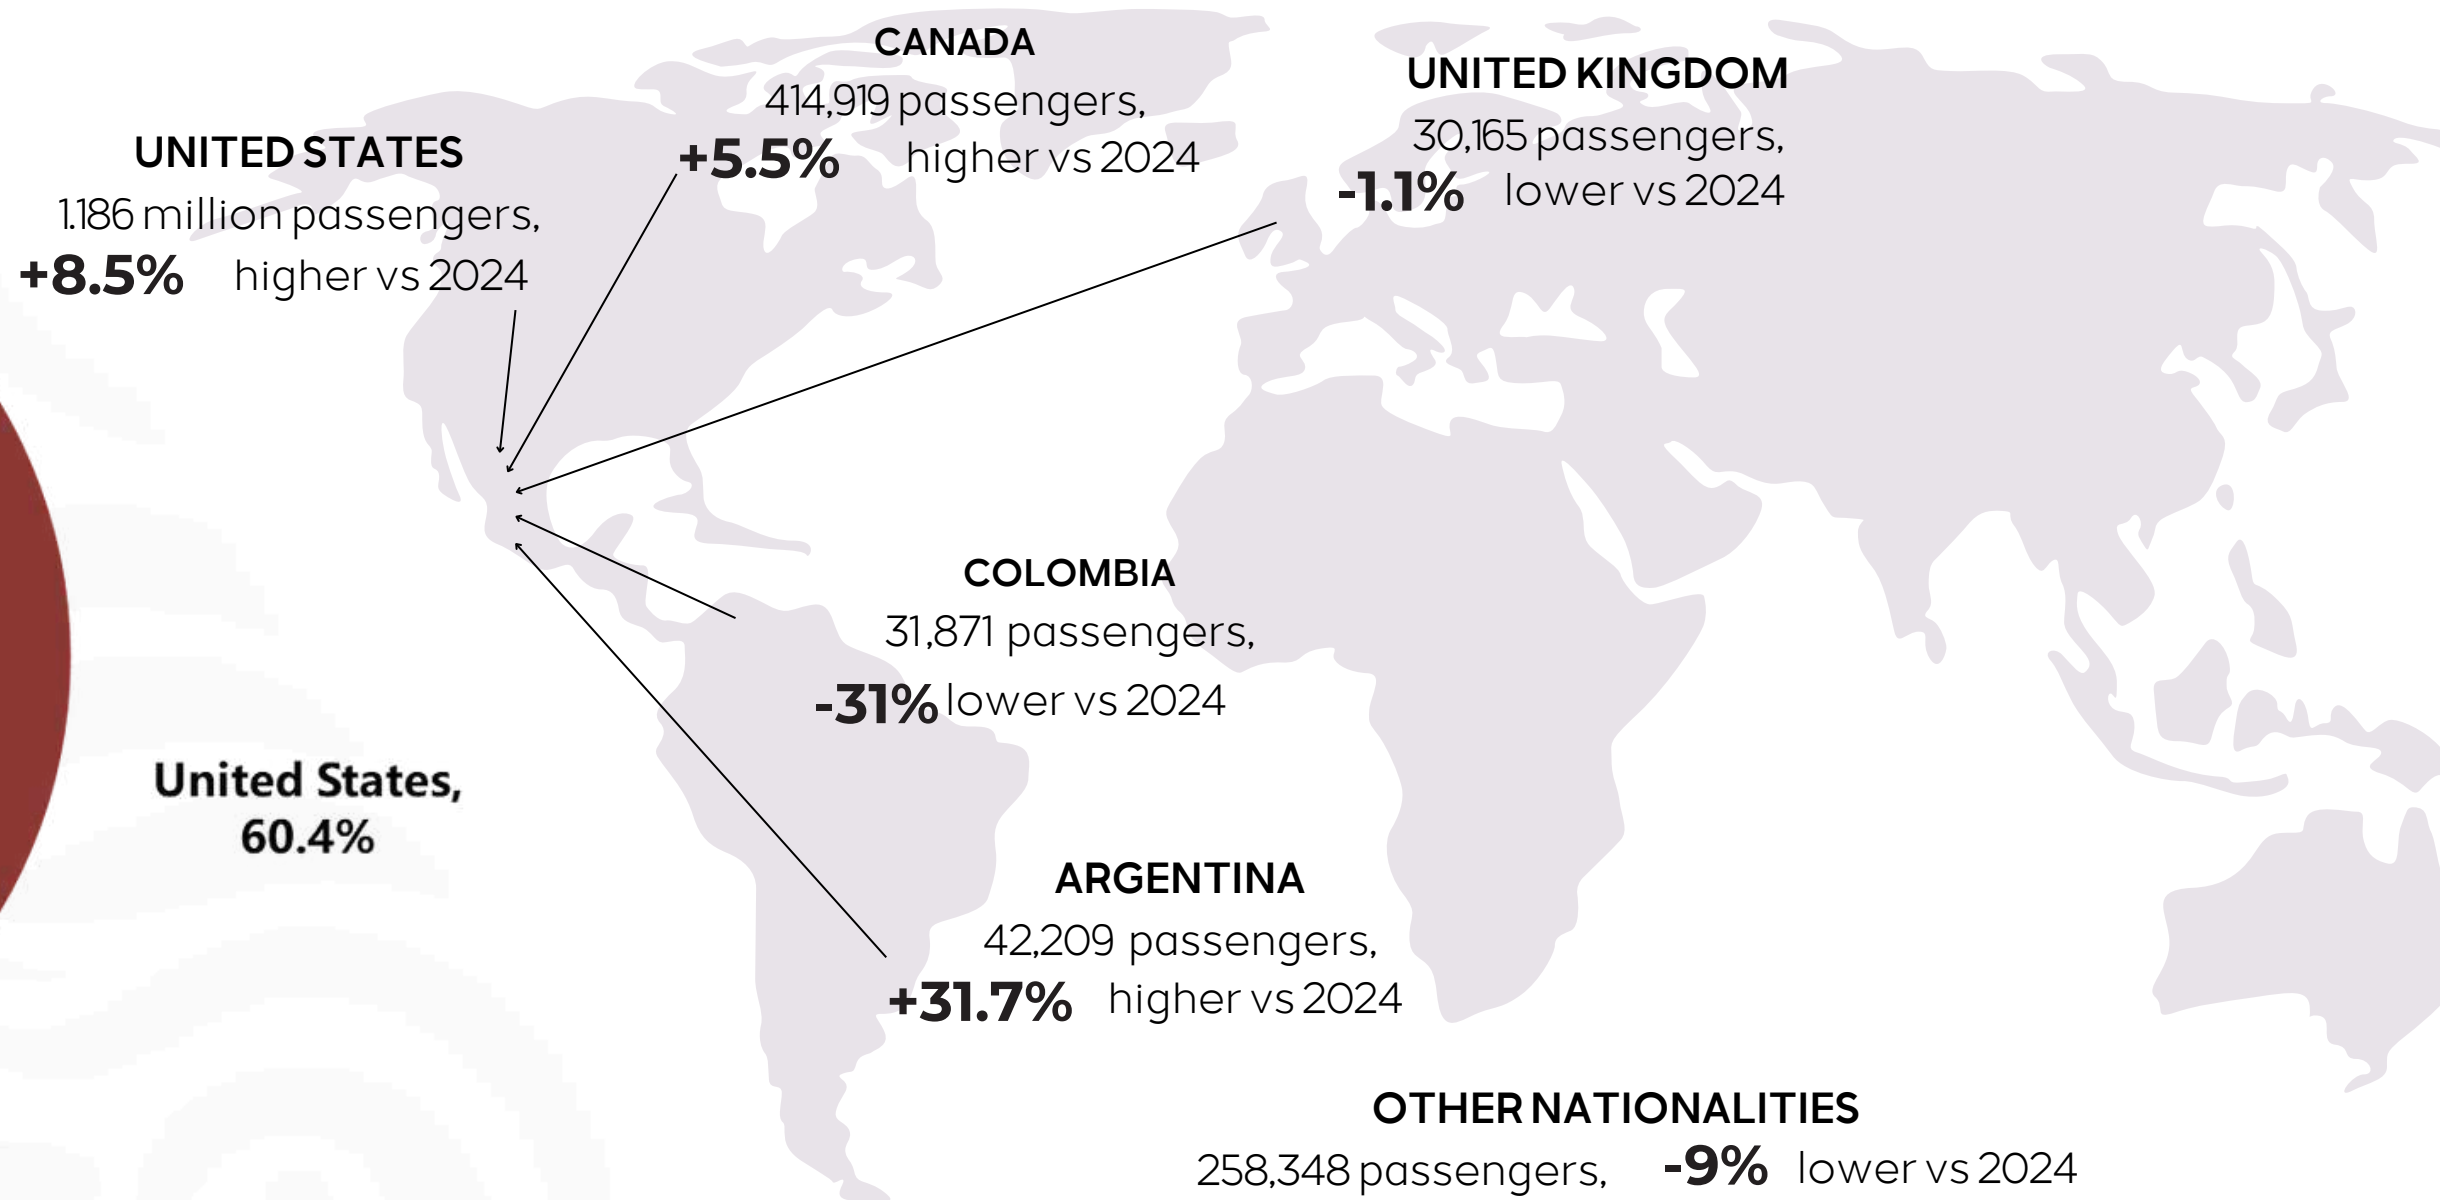 CANADA
414,919 passengers,
+5.5% higher vs 2024
UNITED KINGDOM
30,165 passengers,
-1.1% lower vs 2024
UNITED STATES
1.186 million passengers,
+8.5% higher vs 2024
COLOMBIA
31,871 passengers,
-31% lower vs 2024
United States,
60.4%
ARGENTINA
42,209 passengers,
+31.7% higher vs 2024
OTHER NATIONALITIES
258,348 passengers, -9% lower vs 2024